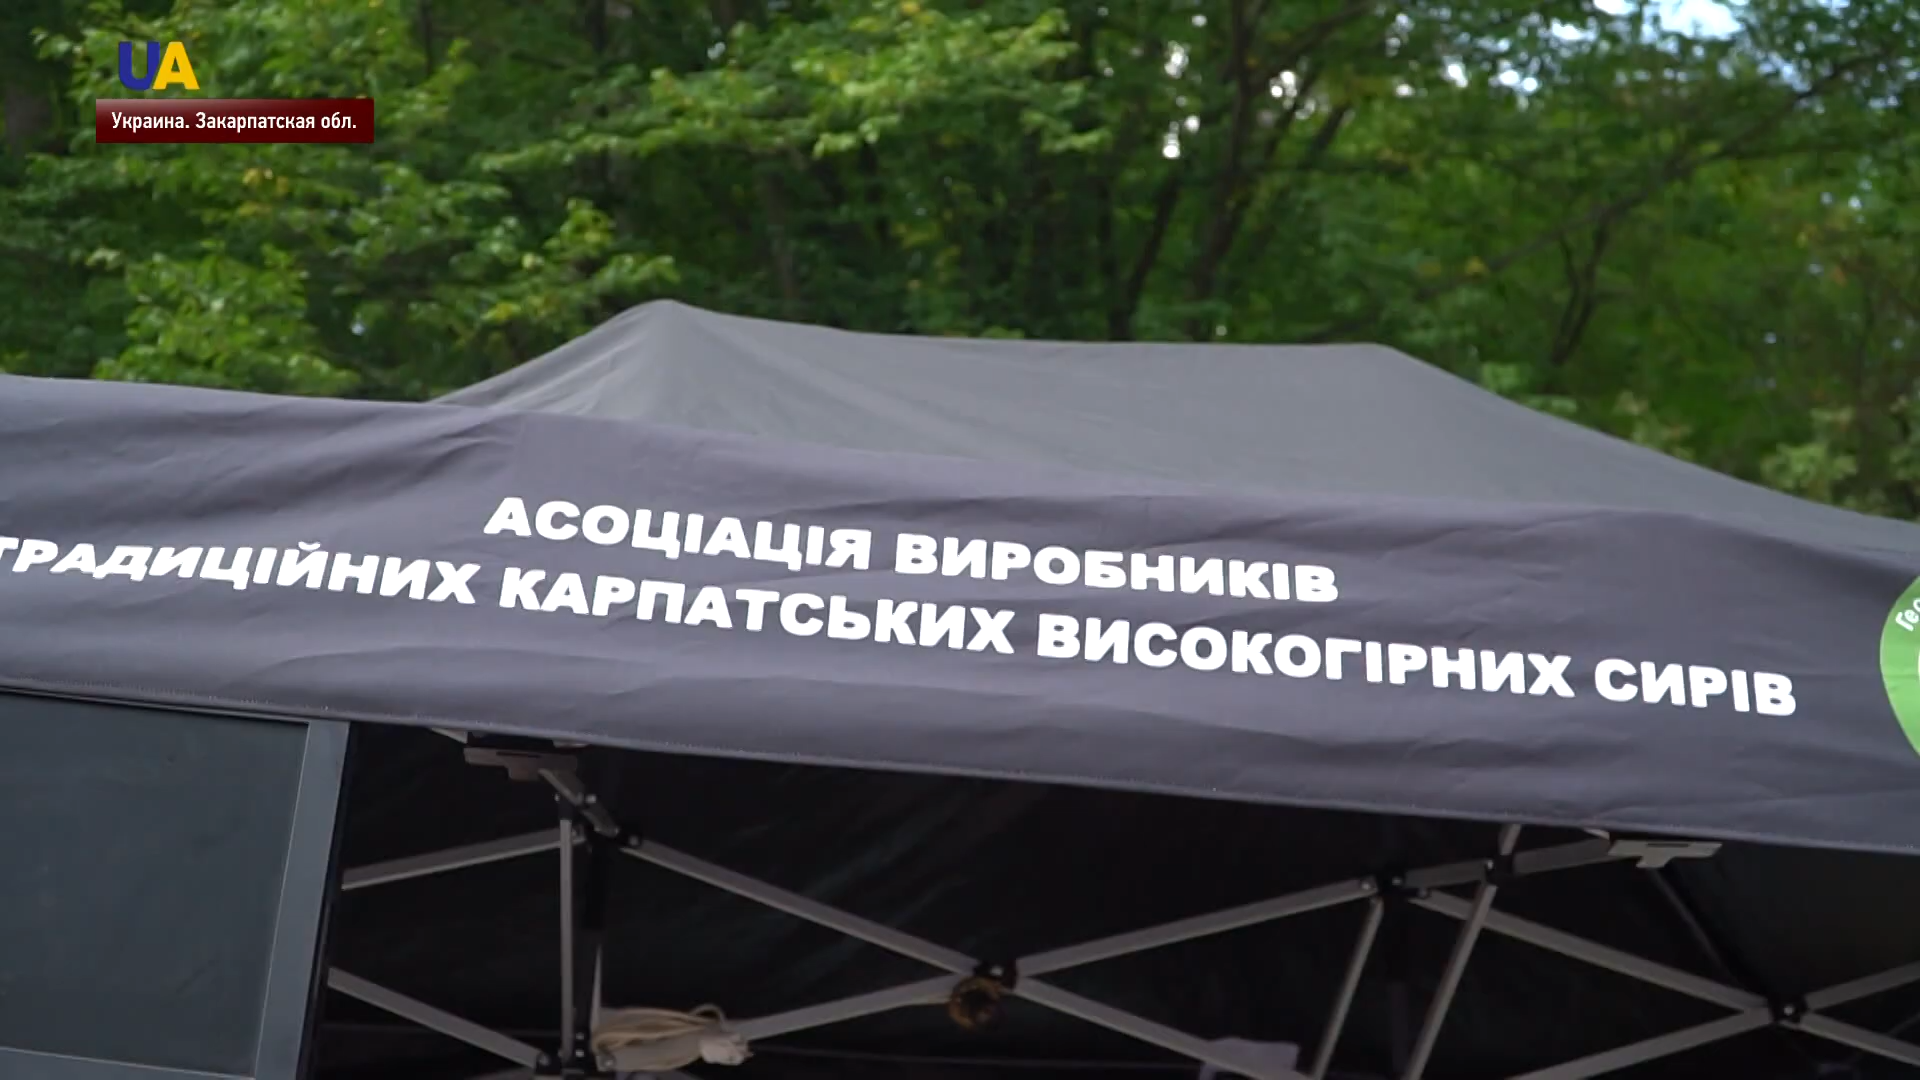 UA
Украина. Закарпатская обл.
АСОЦІАЦІЯ ВИРОБНИКІВ
ТРАДИЦІЙНИХ КАРПАТСЬКИХ ВИСОКОГІРНИХ СИРІВ